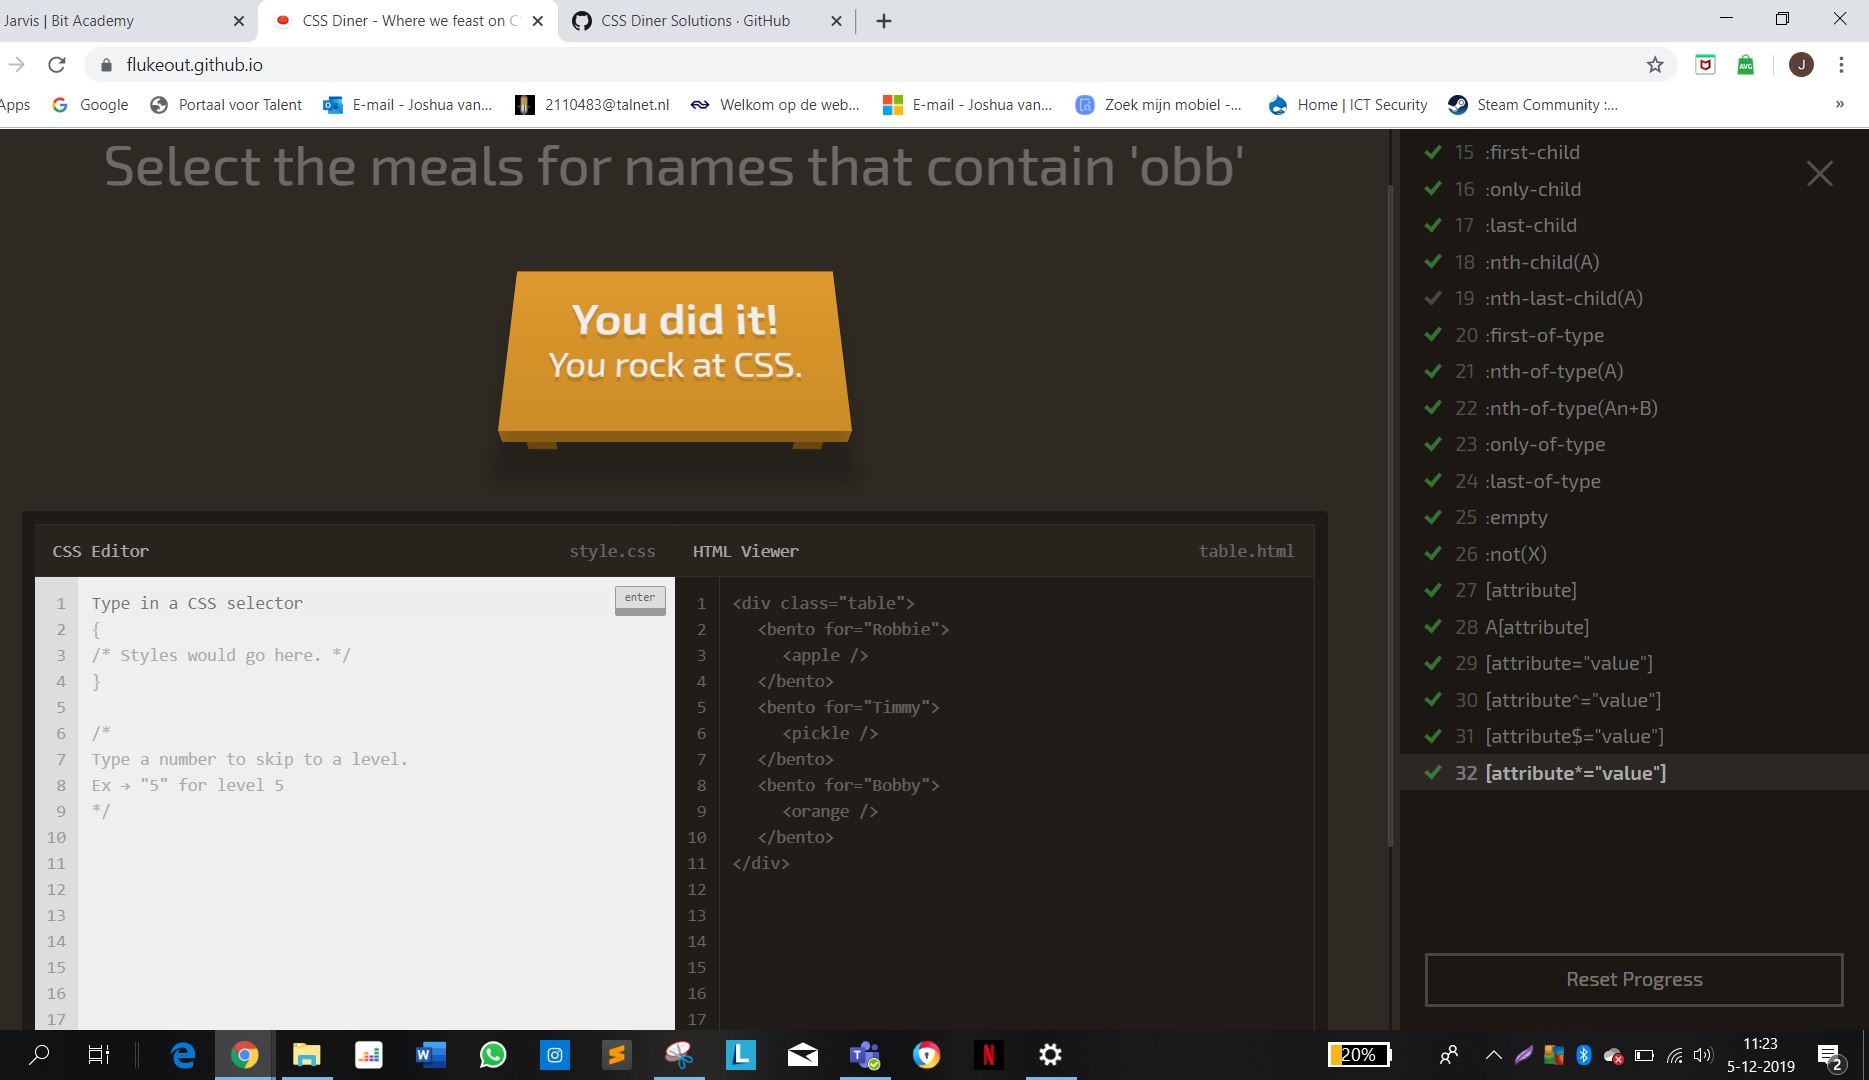 Jarvis | Bit Academy
CSS Diner - Where we feast on C
CSS Diner Solutions · GitHub
flukeout.github.io
J
Apps
Google
Portaal voor Talent
E-mail - Joshua van...
2110483@talnet.nl
Welkom op de web...
E-mail - Joshua van...
Zoek mijn mobiel -...
Home | ICT Security
Steam Community :...
»
Select the meals for names that contain 'obb'
You did it!
You rock at CSS.
CSS Editor
style.css
1 Type in a CSS selector
enter
2 {
3 /* Styles would go here. */
4 }
5
6 /*
7 Type a number to skip to a level.
8 Ex → "5" for level 5
9 */
10
11
12
13
14
15
16
17
HTML Viewer
table.html
1 <div class="table">
2 <bento for="Robbie">
3 <apple />
4 </bento>
5 <bento for="Timmy">
6 <pickle />
7 </bento>
8 <bento for="Bobby">
9 <orange />
10 </bento>
11 </div>
12
13
14
15
16
17
15 :first-child
16 :only-child
17 :last-child
18 :nth-child(A)
19 :nth-last-child(A)
20 :first-of-type
21 :nth-of-type(A)
22 :nth-of-type(An+B)
23 :only-of-type
24 :last-of-type
25 :empty
26 :not(X)
27 [attribute]
28 A[attribute]
29 [attribute="value"]
30 [attribute^="value"]
31 [attribute$="value"]
32 [attribute*="value"]
Reset Progress
20%
11:23
5-12-2019
2